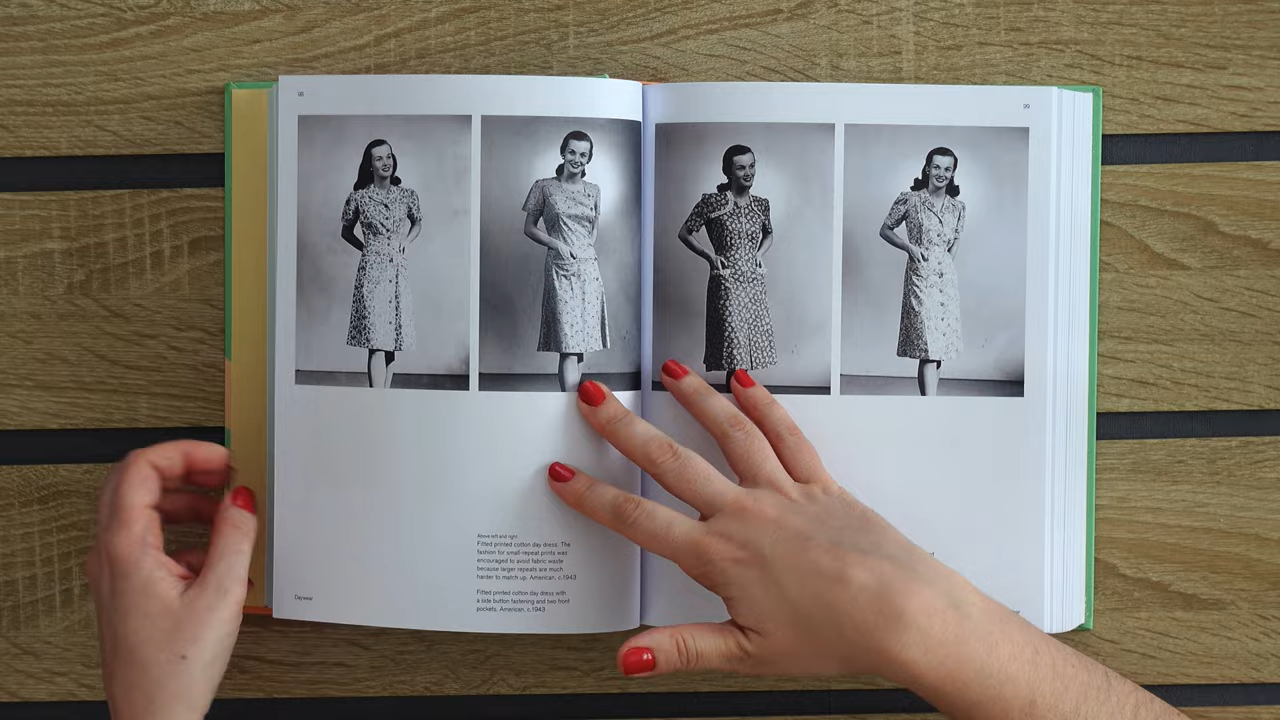 98
99
Above left and right
Fitted printed cotton day dress. The
fashion for small-repeat prints was
encouraged to avoid fabric waste
because larger repeats are much
harder to match up. American, c.1943
Fitted printed cotton day dress with
a side button fastening and two front
pockets. American, c.1943
Daywear